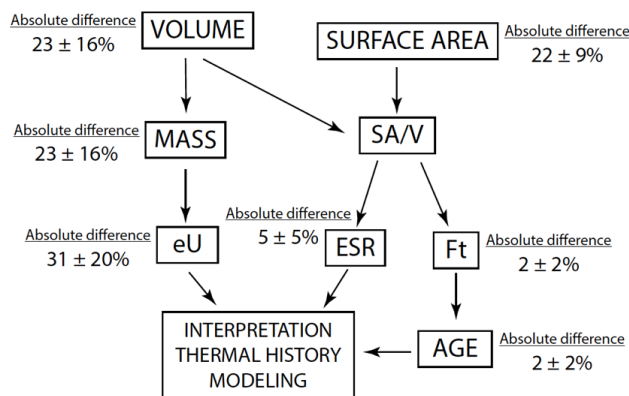 Absolute difference
23 ± 16%
VOLUME
SURFACE AREA
Absolute difference
22 ± 9%
Absolute difference
23 ± 16%
MASS
SA/V
Absolute difference
31 ± 20%
eU
Absolute difference
5 ± 5%
ESR
Ft
Absolute difference
2 ± 2%
INTERPRETATION
THERMAL HISTORY
MODELING
AGE
Absolute difference
2 ± 2%